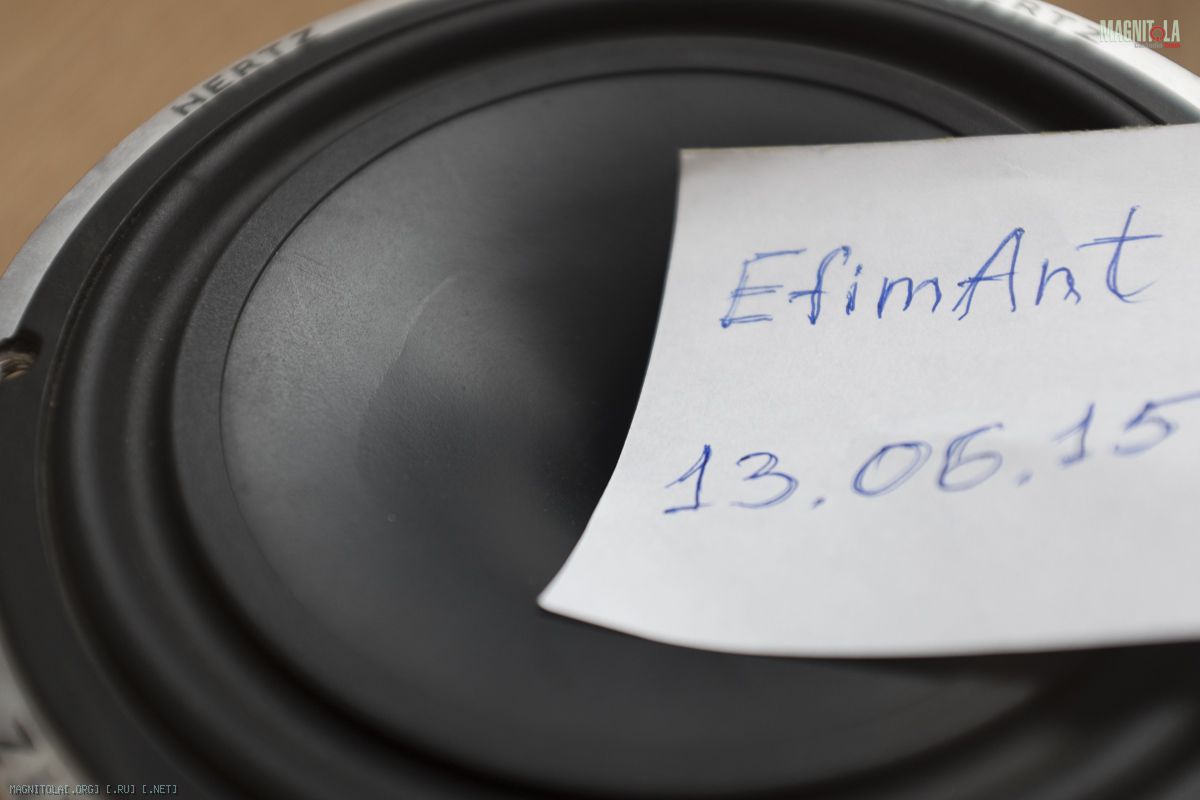 HERTZ
HERTZ
MAGNITOLA
EfimAnt
13.06.15
MAGNITOLA[.ORG] [.RU] [.NET]